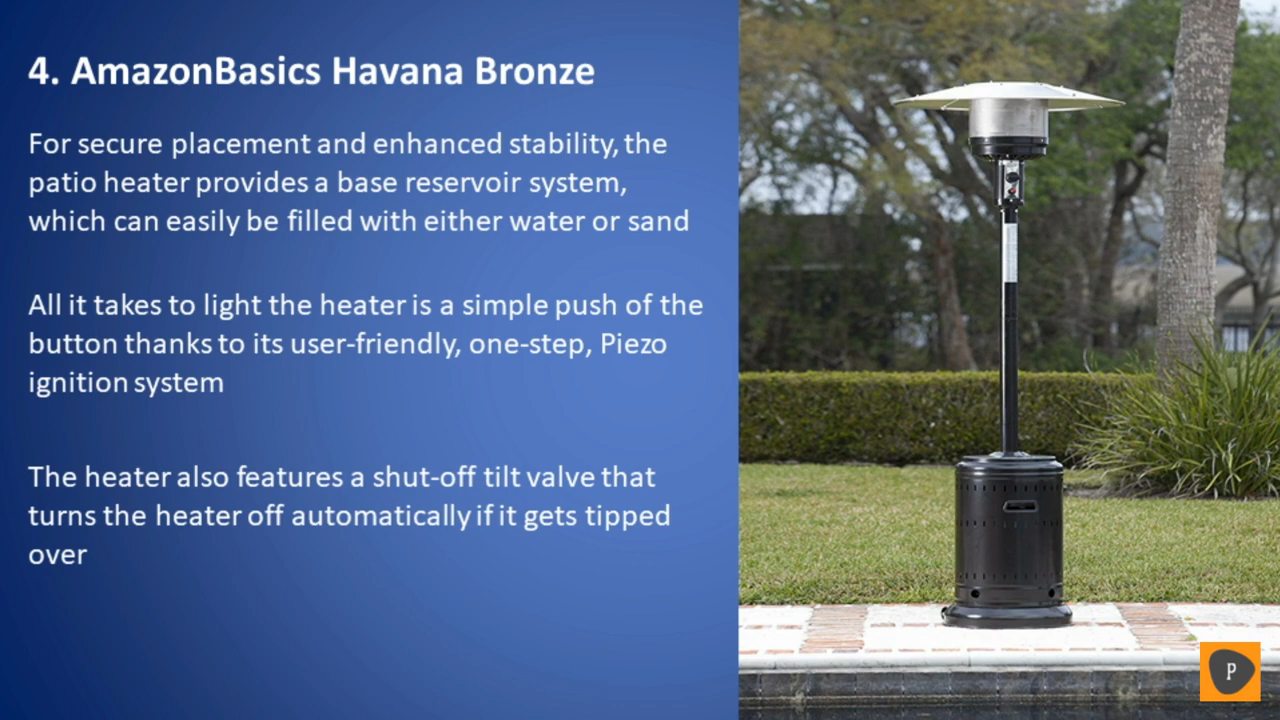 4. AmazonBasics Havana Bronze
For secure placement and enhanced stability, the
patio heater provides a base reservoir system,
which can easily be filled with either water or sand
All it takes to light the heater is a simple push of the
button thanks to its user-friendly, one-step, Piezo
ignition system
The heater also features a shut-off tilt valve that
turns the heater off automatically if it gets tipped
over
P